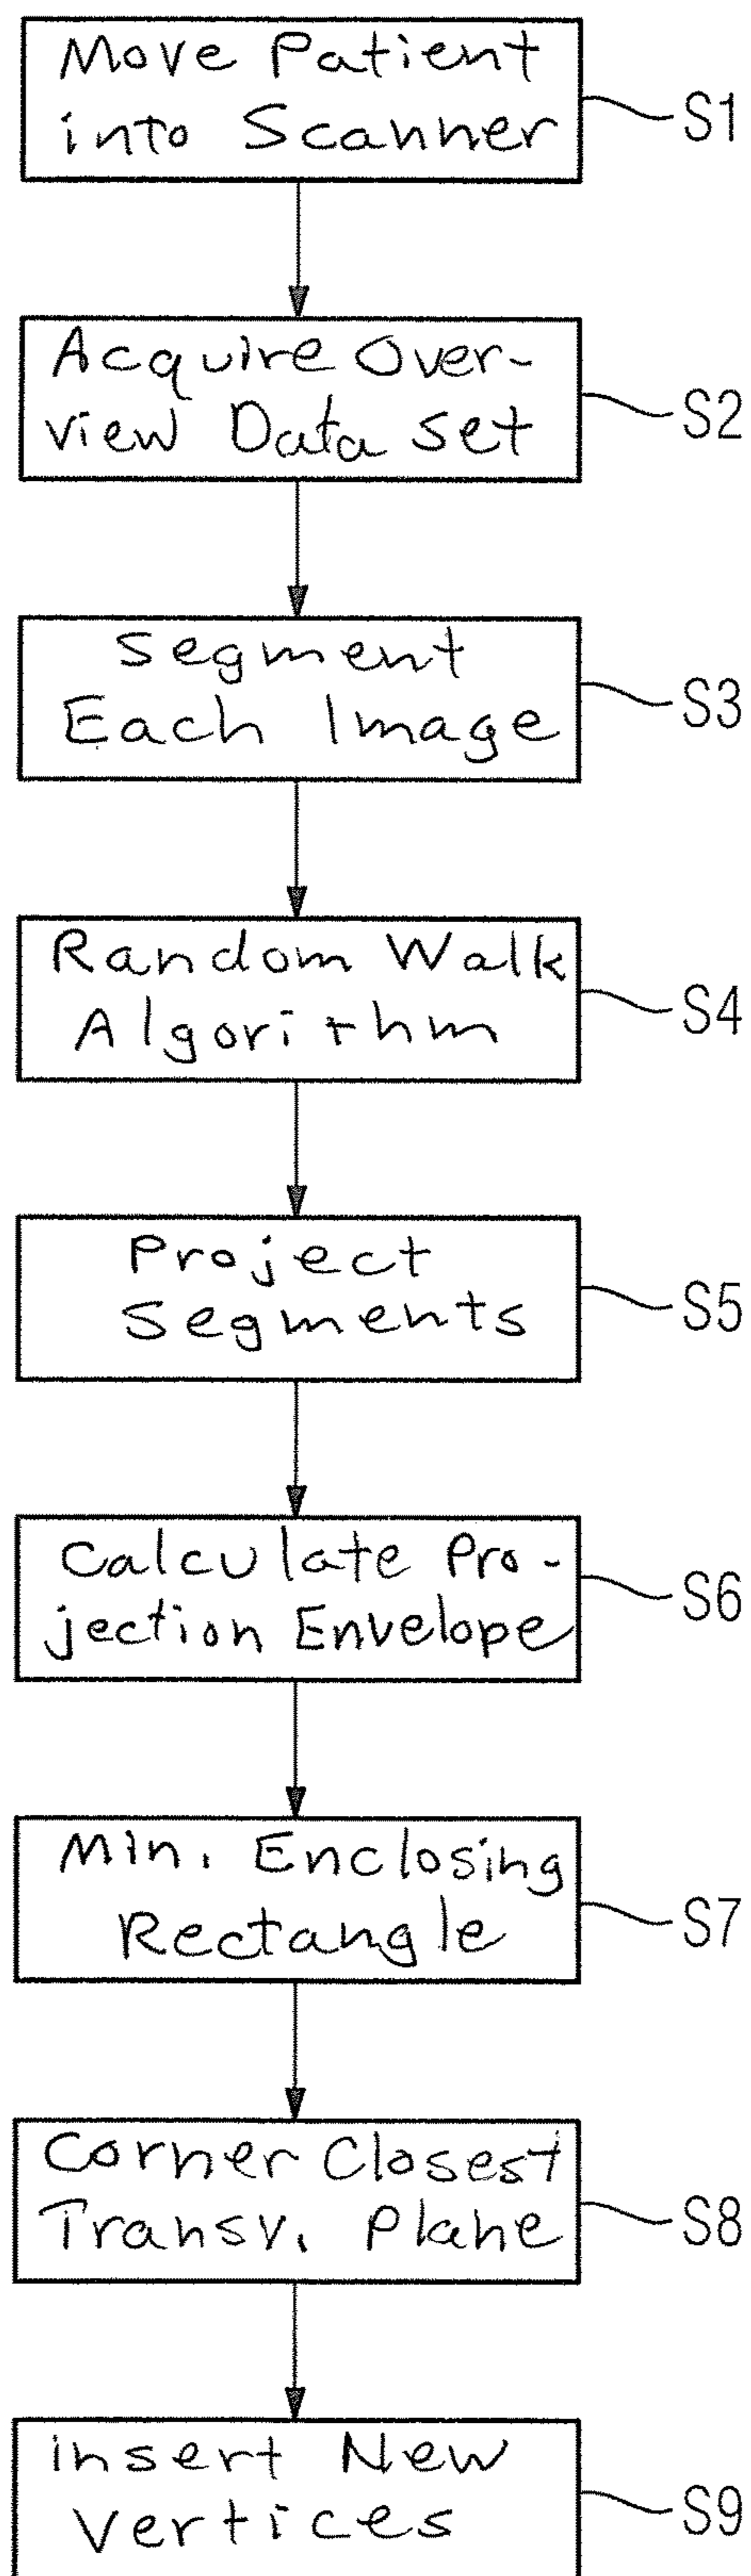 Move Patient
into Scanner
S1
Acquire Over-
view Data set
S2
Segment
Each Image
S3
Random Walk
Algorithm
S4
Project
Segments
S5
Calculate Pro-
jection Envelope
S6
Min. Enclosing
Rectangle
S7
Corner Closest
Transv. Plane
S8
insert New
Vertices
S9